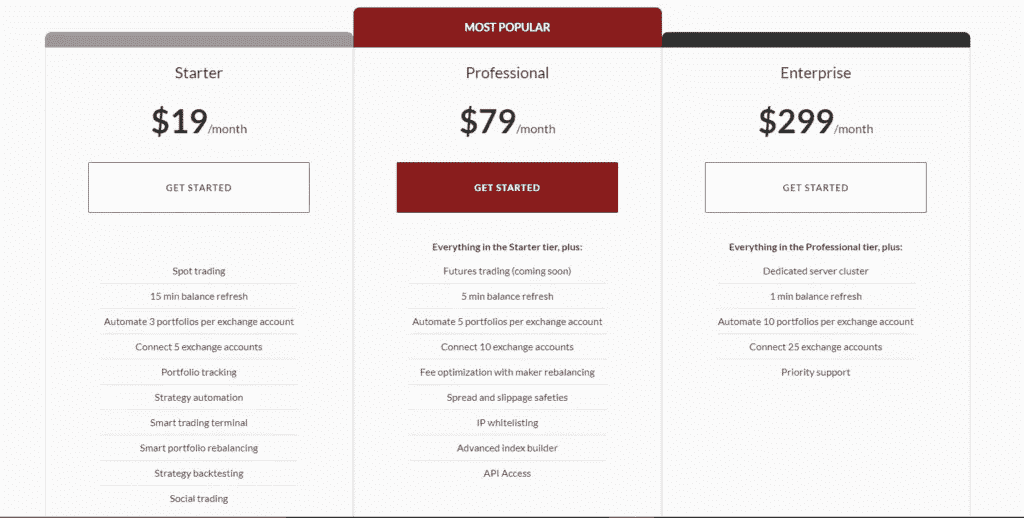 MOST POPULAR
Starter
$19/month
GET STARTED
Spot trading
15 min balance refresh
Automate 3 portfolios per exchange account
Connect 5 exchange accounts
Portfolio tracking
Strategy automation
Smart trading terminal
Smart portfolio rebalancing
Strategy backtesting
Social trading
Professional
$79/month
GET STARTED
Everything in the Starter tier, plus:
Futures trading (coming soon)
5 min balance refresh
Automate 5 portfolios per exchange account
Connect 10 exchange accounts
Fee optimization with maker rebalancing
Spread and slippage safeties
IP whitelisting
Advanced index builder
API Access
Enterprise
$299/month
GET STARTED
Everything in the Professional tier, plus:
Dedicated server cluster
1 min balance refresh
Automate 10 portfolios per exchange account
Connect 25 exchange accounts
Priority support